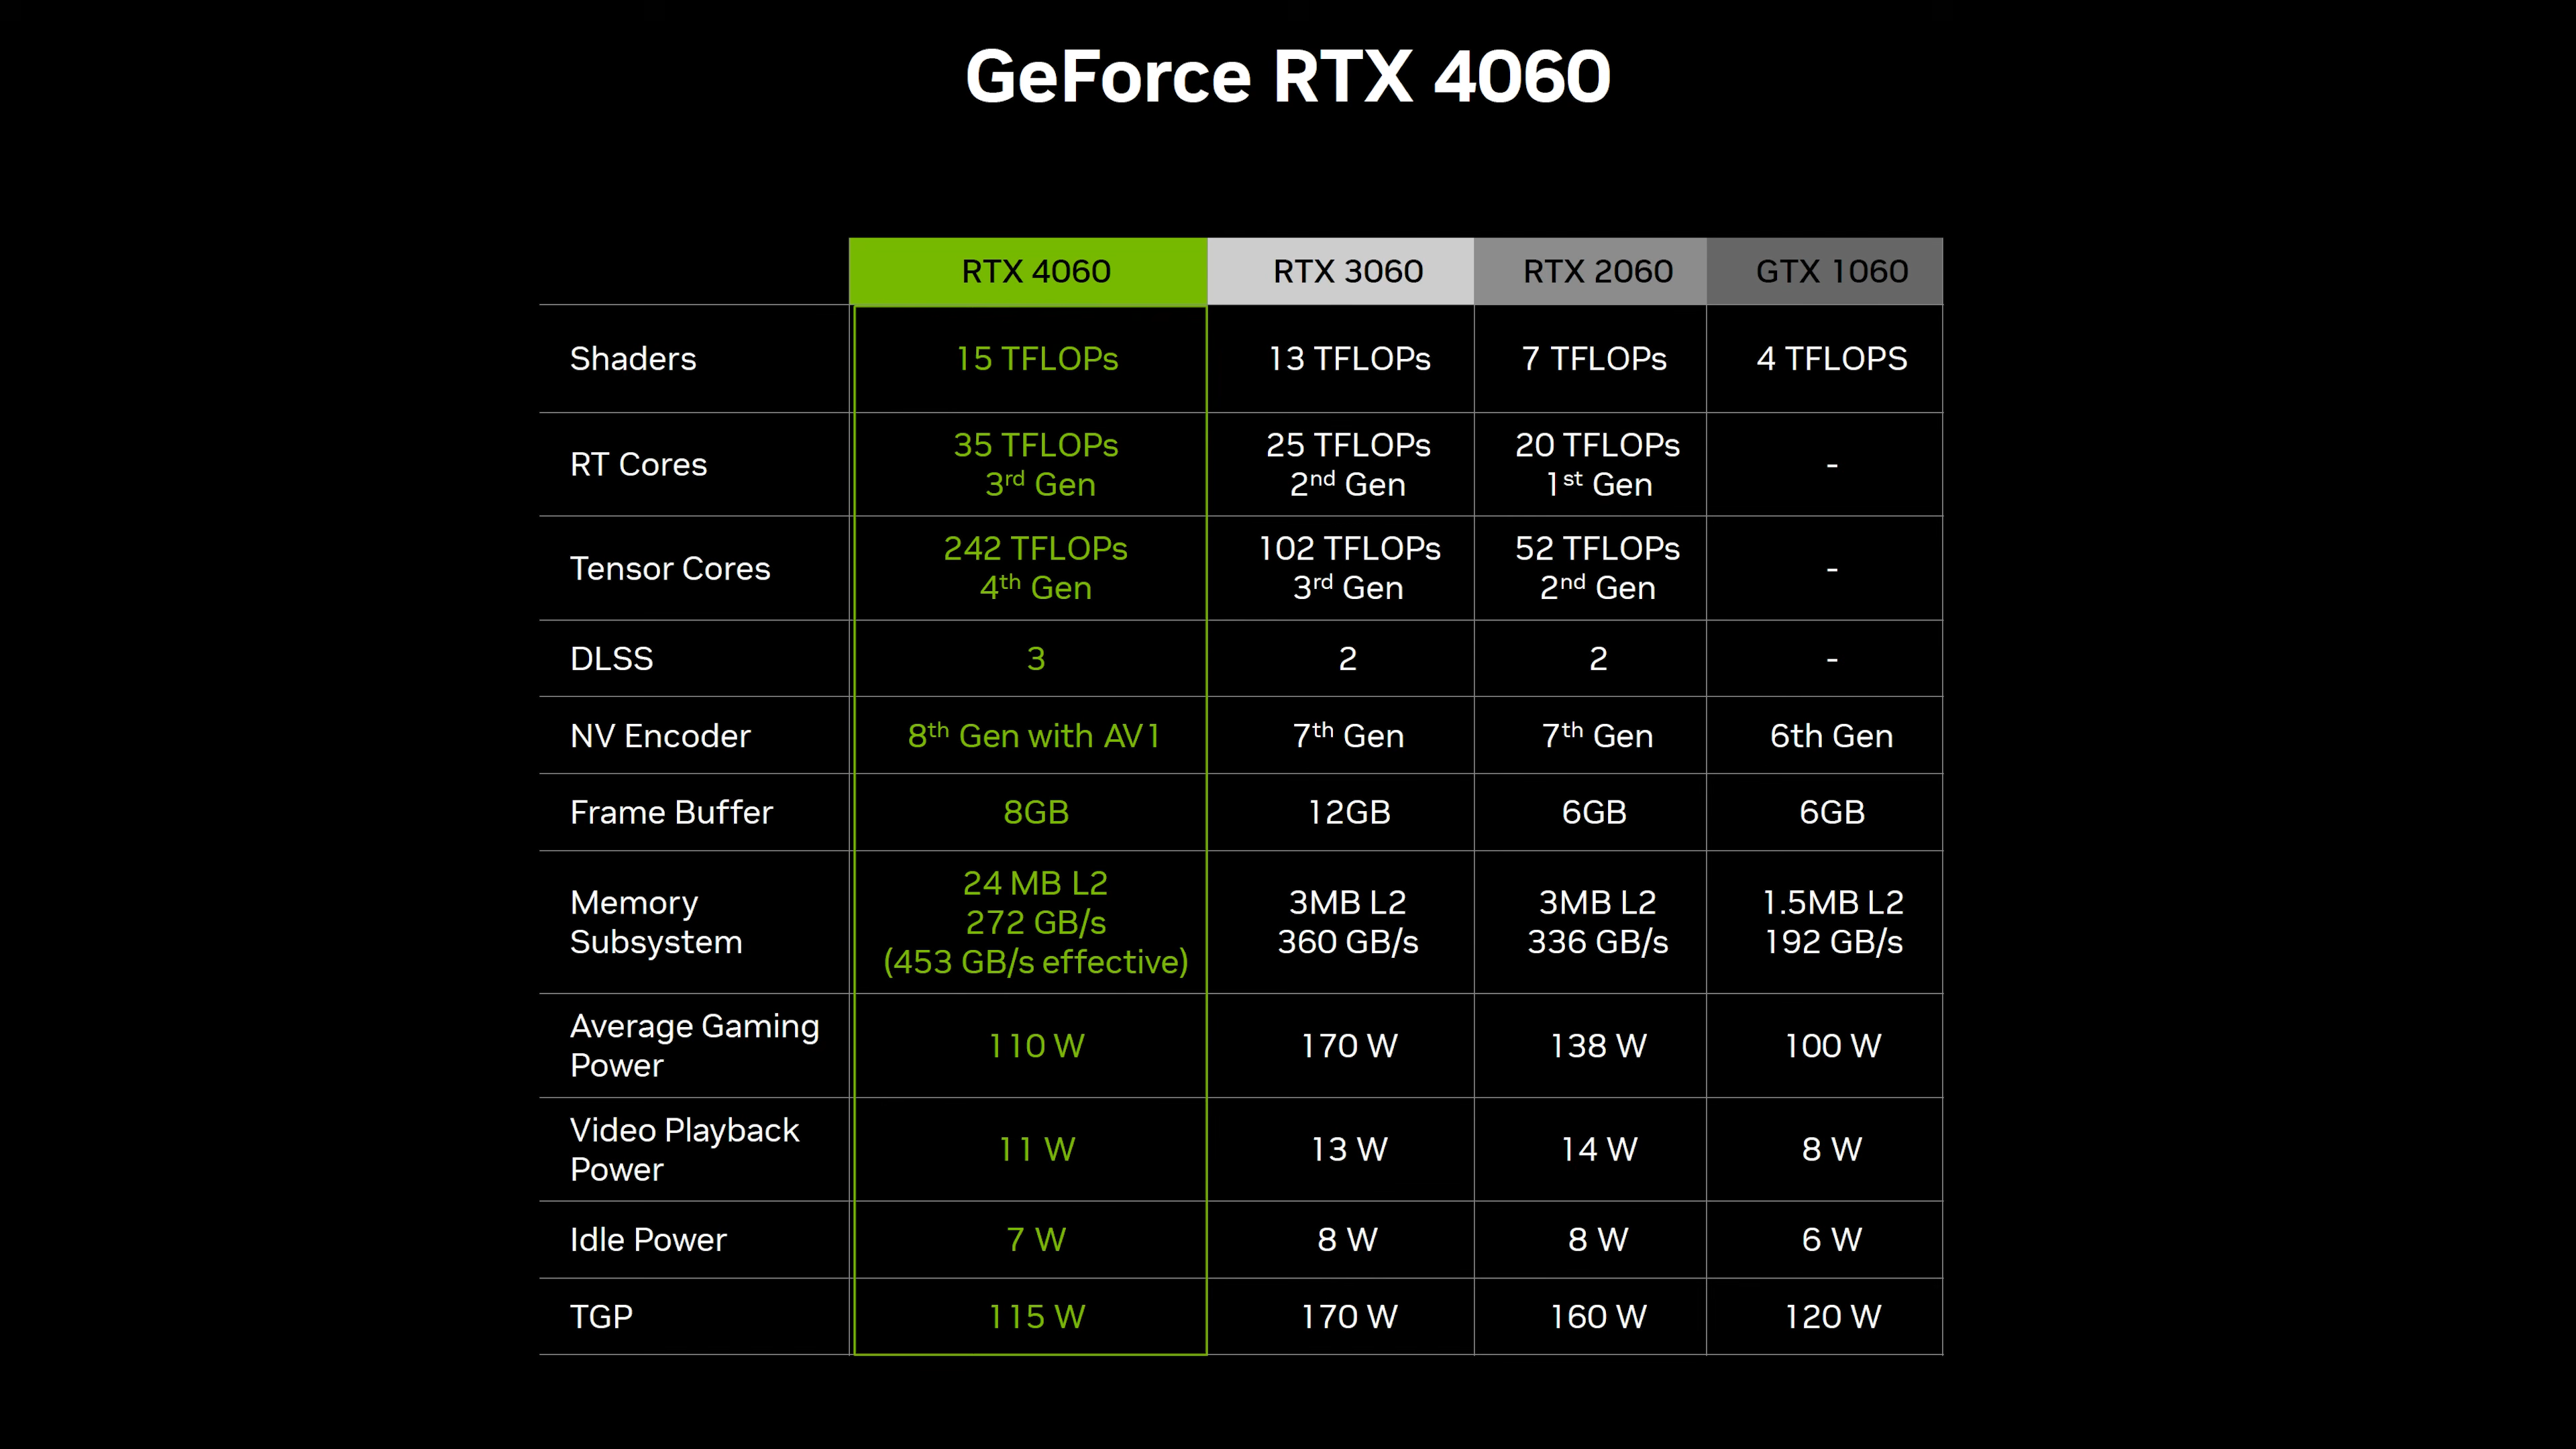 GeForce RTX 4060
RTX 4060 RTX 3060 RTX 2060 GTX 1060
Shaders 15 TFLOPs 13 TFLOPs 7 TFLOPs 4 TFLOPS
RT Cores 35 TFLOPs 3rd Gen 25 TFLOPs 2nd Gen 20 TFLOPs 1st Gen -
Tensor Cores 242 TFLOPs 4th Gen 102 TFLOPs 3rd Gen 52 TFLOPs 2nd Gen -
DLSS 3 2 2 -
NV Encoder 8th Gen with AV1 7th Gen 7th Gen 6th Gen
Frame Buffer 8GB 12GB 6GB 6GB
Memory Subsystem 24 MB L2 272 GB/s (453 GB/s effective) 3MB L2 360 GB/s 3MB L2 336 GB/s 1.5MB L2 192 GB/s
Average Gaming Power 110 W 170 W 138 W 100 W
Video Playback Power 11 W 13 W 14 W 8 W
Idle Power 7 W 8 W 8 W 6 W
TGP 115 W 170 W 160 W 120 W